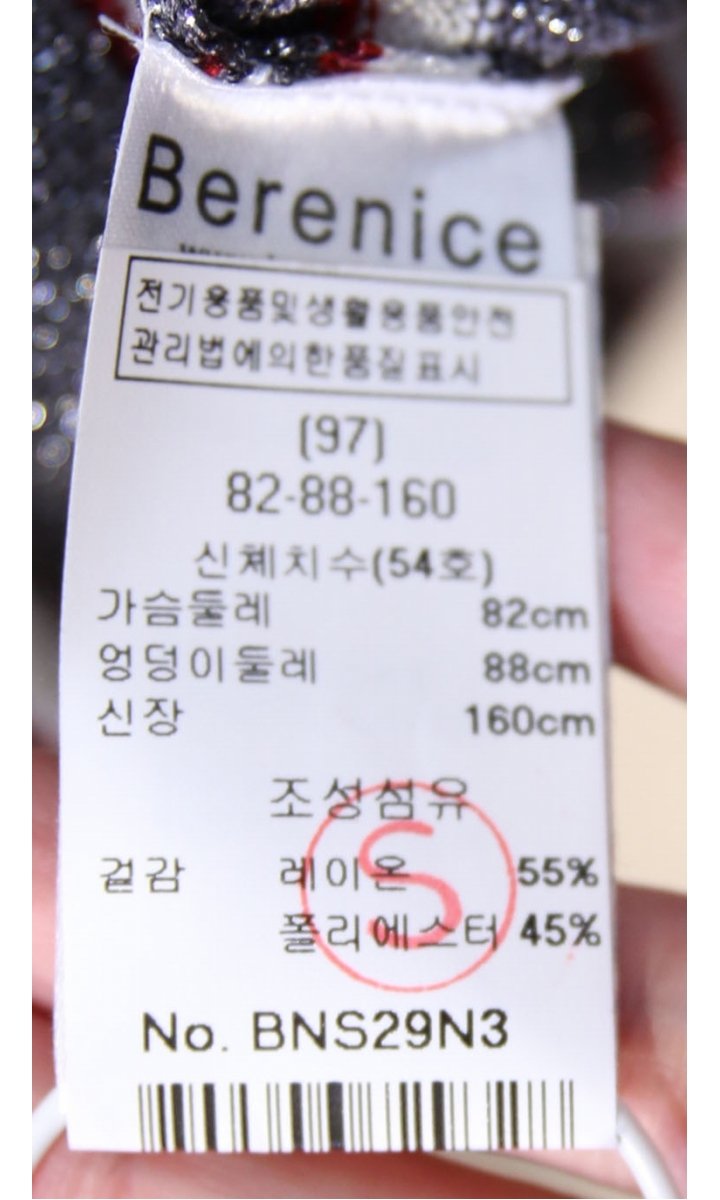 Berenice
전기용품및생활용품안전
관리법에의한품질표시
(97)
82-88-160
신체치수(54호)
가슴둘레 82cm
엉덩이둘레 88cm
신장 160cm
조성섬유
S
겉감 레이온 55%
폴리에스터 45%
No. BNS29N3